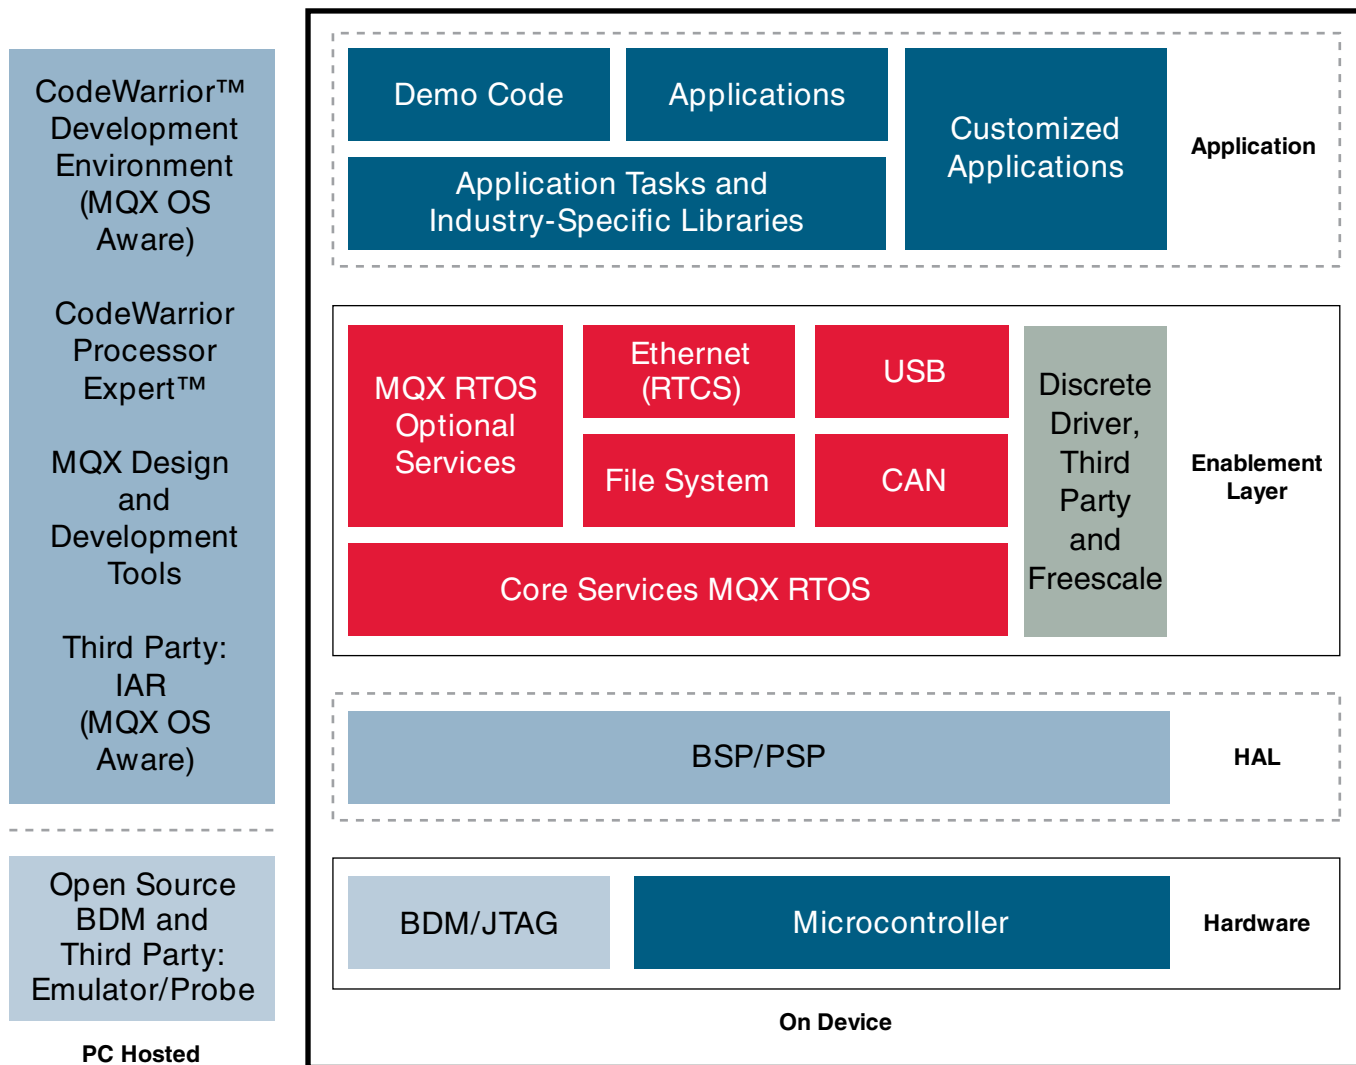 CodeWarrior™
Development
Environment
(MQX OS
Aware)
CodeWarrior
Processor
Expert™
MQX Design
and
Development
Tools
Third Party:
IAR
(MQX OS
Aware)
Open Source
BDM and
Third Party:
Emulator/Probe
PC Hosted
Demo Code
Applications
Customized
Applications
Application Tasks and
Industry-Specific Libraries
Application
MQX RTOS
Optional
Services
Ethernet
(RTCS)
USB
File System
CAN
Core Services MQX RTOS
Discrete
Driver,
Third
Party
and
Freescale
Enablement
Layer
BSP/PSP
HAL
BDM/JTAG
Microcontroller
Hardware
On Device